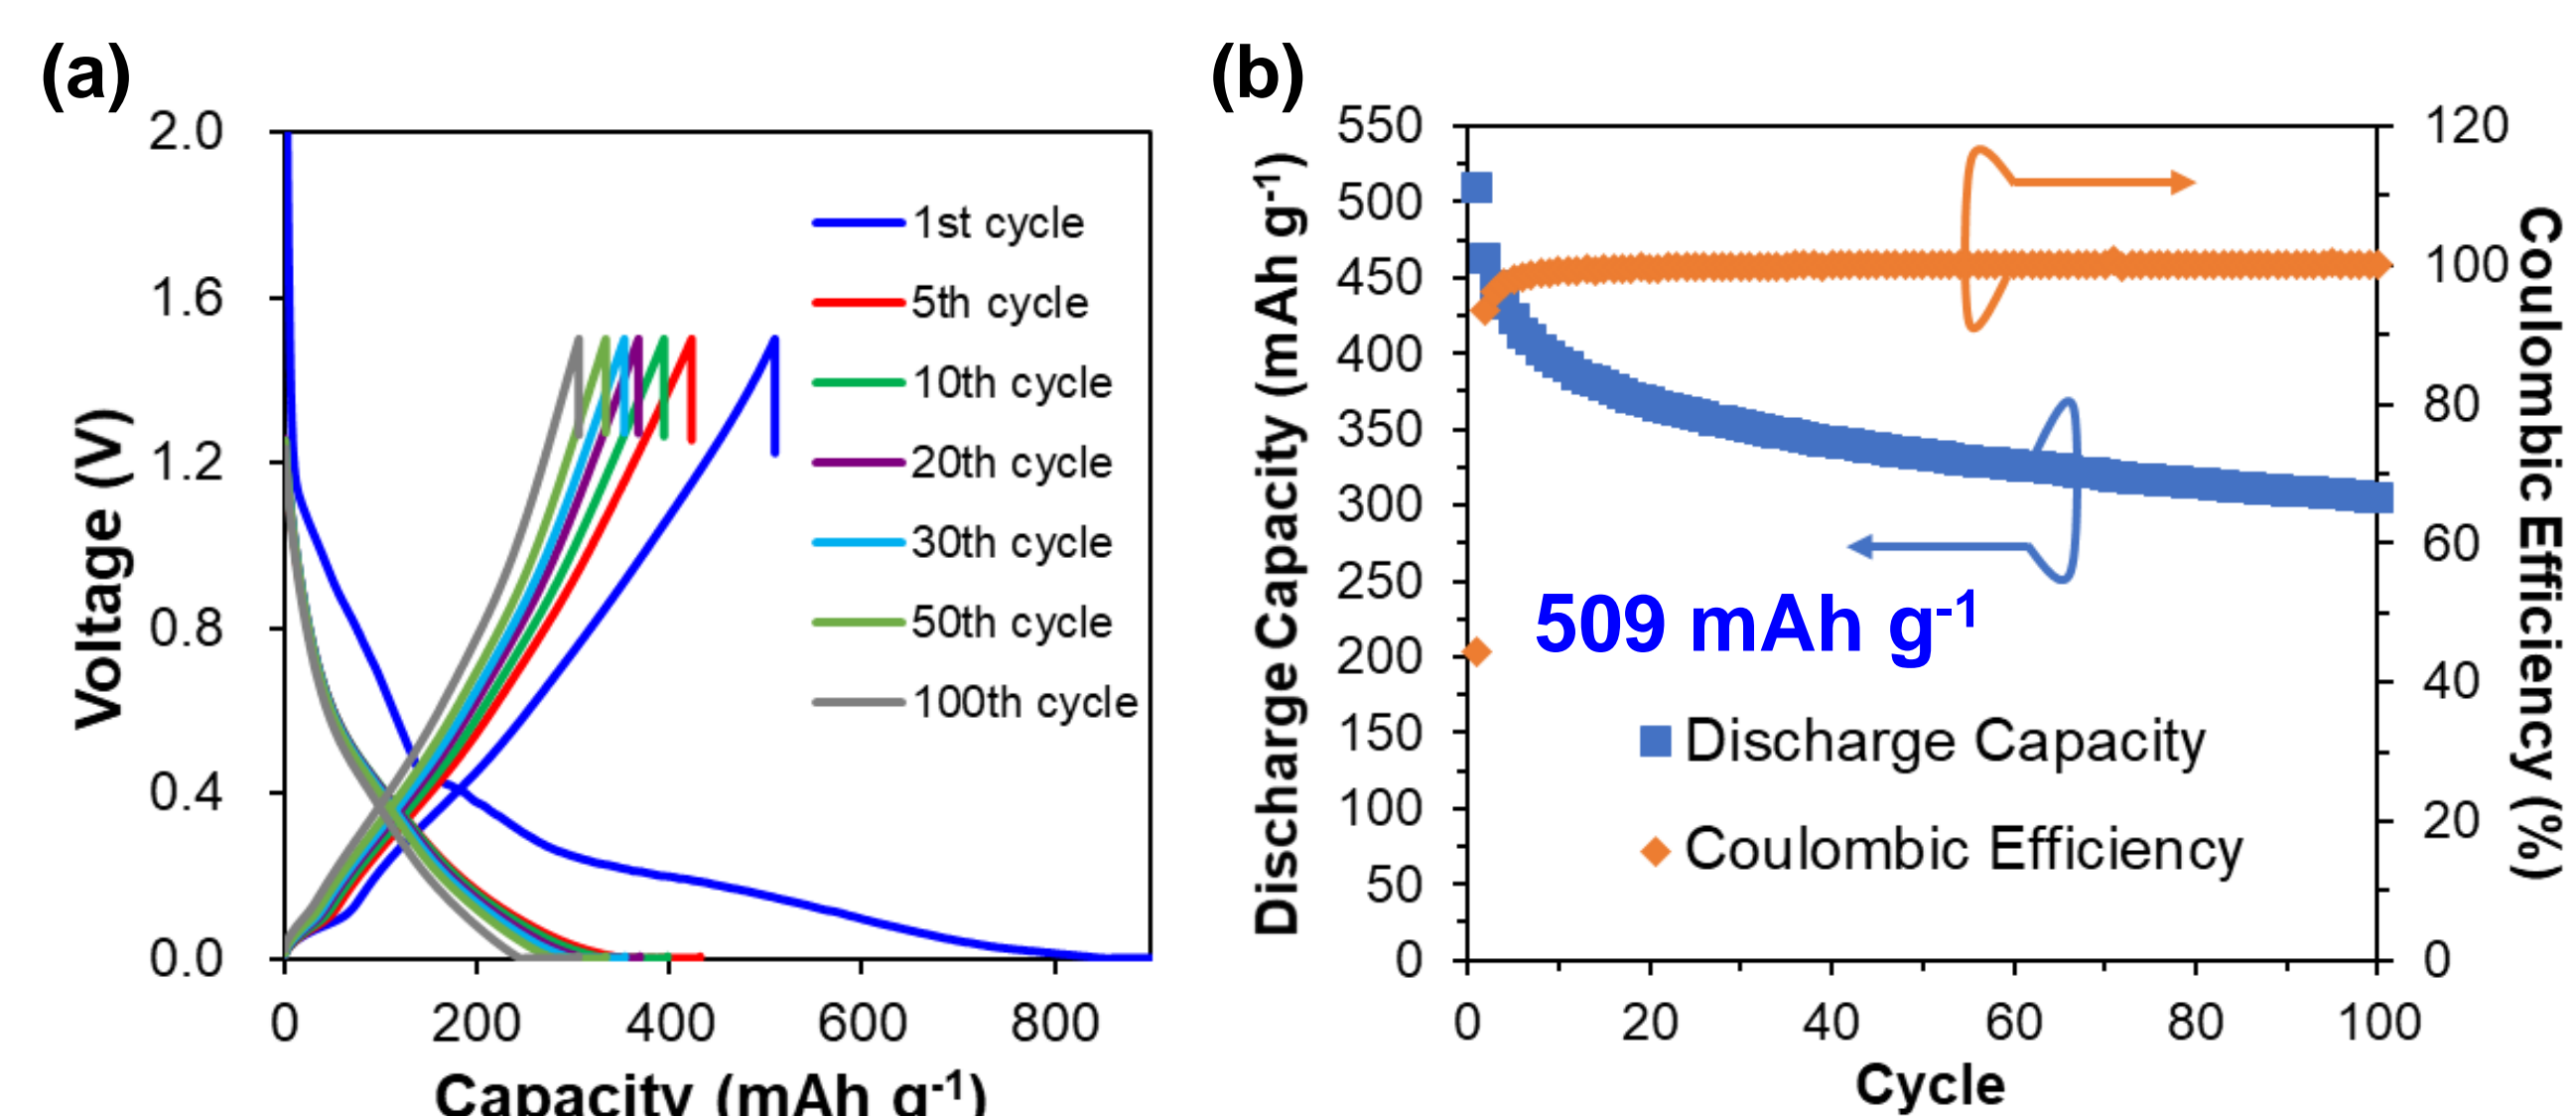 (a)
2.0
1.6
1.2
0.8
0.4
0.0
Voltage (V)
1st cycle
5th cycle
10th cycle
20th cycle
30th cycle
50th cycle
100th cycle
0 200 400 600 800
Capacity (mAh g-1)
(b)
550
500
450
400
350
300
250
200
150
100
50
0
Discharge Capacity (mAh g-1)
509 mAh g-1
Discharge Capacity
Coulombic Efficiency
120
100
80
60
40
20
0
Coulombic Efficiency (%)
0 20 40 60 80 100
Cycle